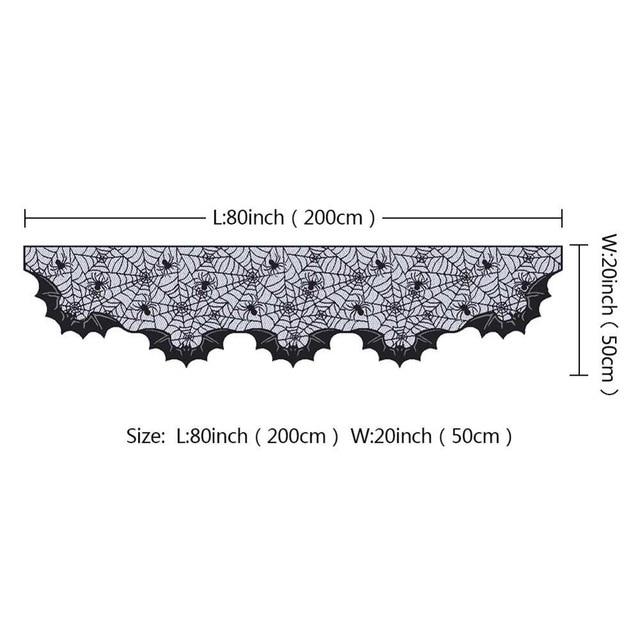 L:80inch ( 200cm )
W:20inch ( 50cm )
Size: L:80inch ( 200cm ) W:20inch ( 50cm )